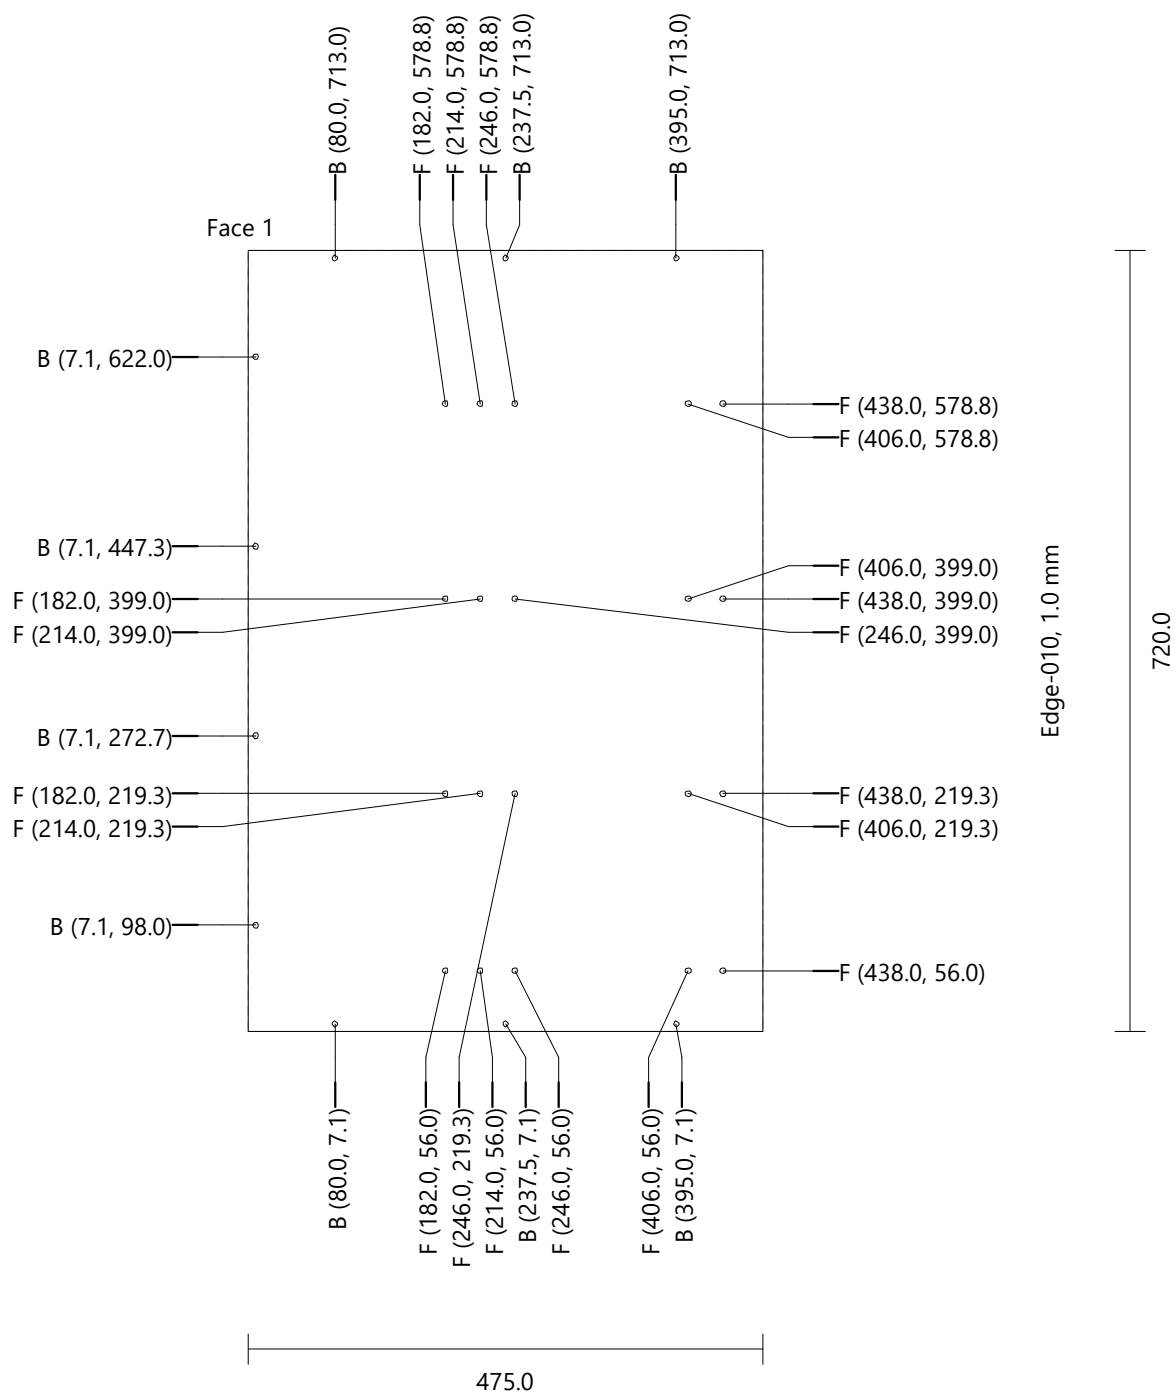 B (80.0, 713.0)
F (182.0, 578.8)
F (214.0, 578.8)
F (246.0, 578.8)
B (237.5, 713.0)
B (395.0, 713.0)
Face 1
B (7.1, 622.0)
F (438.0, 578.8)
F (406.0, 578.8)
B (7.1, 447.3)
F (406.0, 399.0)
F (182.0, 399.0)
F (438.0, 399.0)
F (214.0, 399.0)
F (246.0, 399.0)
Edge-010, 1.0 mm
720.0
B (7.1, 272.7)
F (182.0, 219.3)
F (438.0, 219.3)
F (214.0, 219.3)
F (406.0, 219.3)
B (7.1, 98.0)
F (438.0, 56.0)
B (80.0, 7.1)
F (182.0, 56.0)
F (246.0, 219.3)
F (214.0, 56.0)
B (237.5, 7.1)
F (246.0, 56.0)
F (406.0, 56.0)
B (395.0, 7.1)
475.0